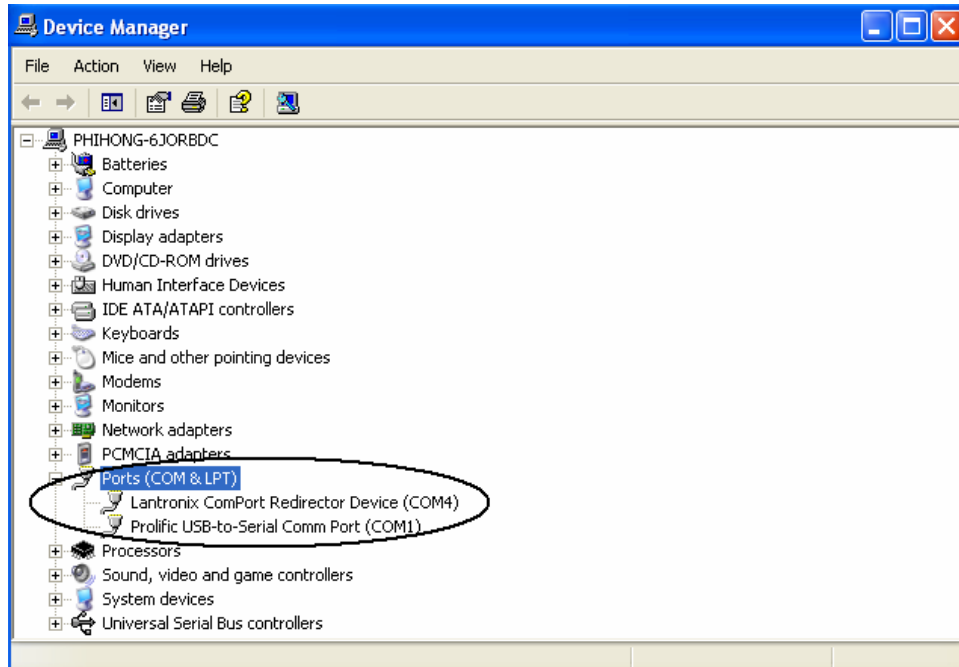 Device Manager
File Action View Help
PHIHONG-6JORBDC
Batteries
Computer
Disk drives
Display adapters
DVD/CD-ROM drives
Human Interface Devices
IDE ATA/ATAPI controllers
Keyboards
Mice and other pointing devices
Modems
Monitors
Network adapters
PCMCIA adapters
Ports (COM & LPT)
Lantronix ComPort Redirector Device (COM4)
Prolific USB-to-Serial Comm Port (COM1)
Processors
Sound, video and game controllers
System devices
Universal Serial Bus controllers